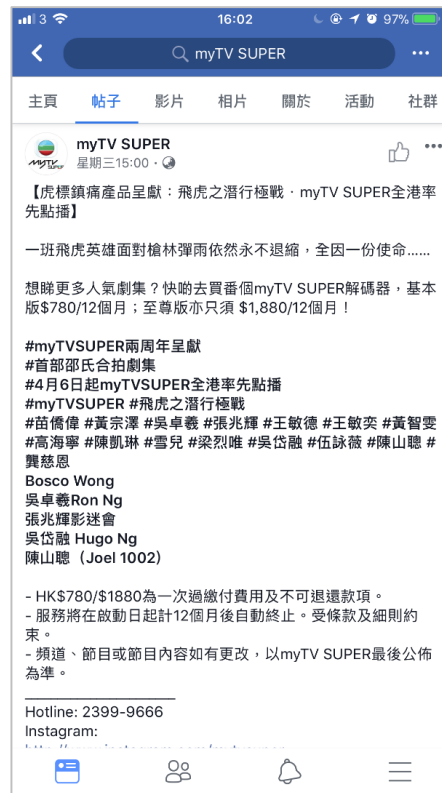 3
16:02
97%
myTV SUPER
主頁 帖子 影片 相片 關於 活動 社群
myTV SUPER
myTV SUPER
星期三15:00 ·
【虎標鎮痛產品呈獻：飛虎之潛行極戰 · myTV SUPER全港率
先點播】
一班飛虎英雄面對槍林彈雨依然永不退縮，全因一份使命......
想睇更多人氣劇集？快啲去買番個myTV SUPER解碼器，基本
版$780/12個月；至尊版亦只須 $1,880/12個月！
#myTVSUPER兩周年呈獻
#首部邵氏合拍劇集
#4月6日起myTVSUPER全港率先點播
#myTVSUPER #飛虎之潛行極戰
#苗僑偉 #黃宗澤 #吳卓羲 #張兆輝 #王敏德 #王敏奕 #黃智雯
#高海寧 #陳凱琳 #雪兒 #梁烈唯 #吳岱融 #伍詠薇 #陳山聰 #
龔慈恩
Bosco Wong
吳卓羲Ron Ng
張兆輝影迷會
吳岱融 Hugo Ng
陳山聰（Joel 1002)
- HK$780/$1880為一次過繳付費用及不可退還款項。
- 服務將在啟動日起計12個月後自動終止。受條款及細則約
束。
- 頻道、節目或節目內容如有更改，以myTV SUPER最後公佈
為準。
Hotline: 2399-9666
Instagram: